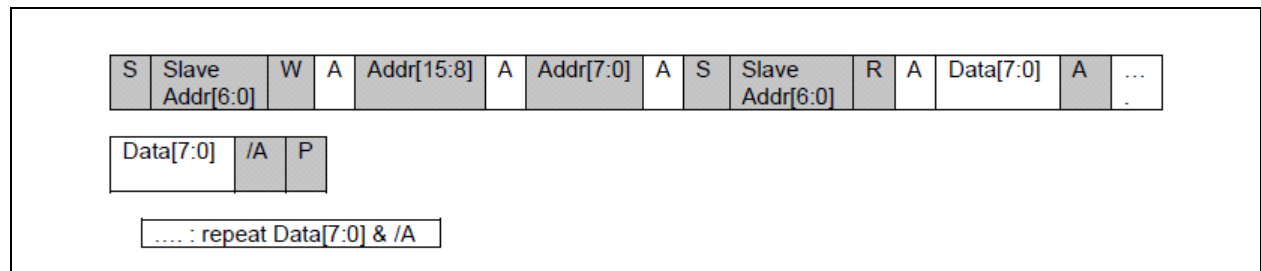 S Slave W A Addr[15:8] A Addr[7:0] A S Slave R A Data[7:0] A ...
Addr[6:0] Addr[6:0] .
Data[7:0] /A P
.... : repeat Data[7:0] & /A